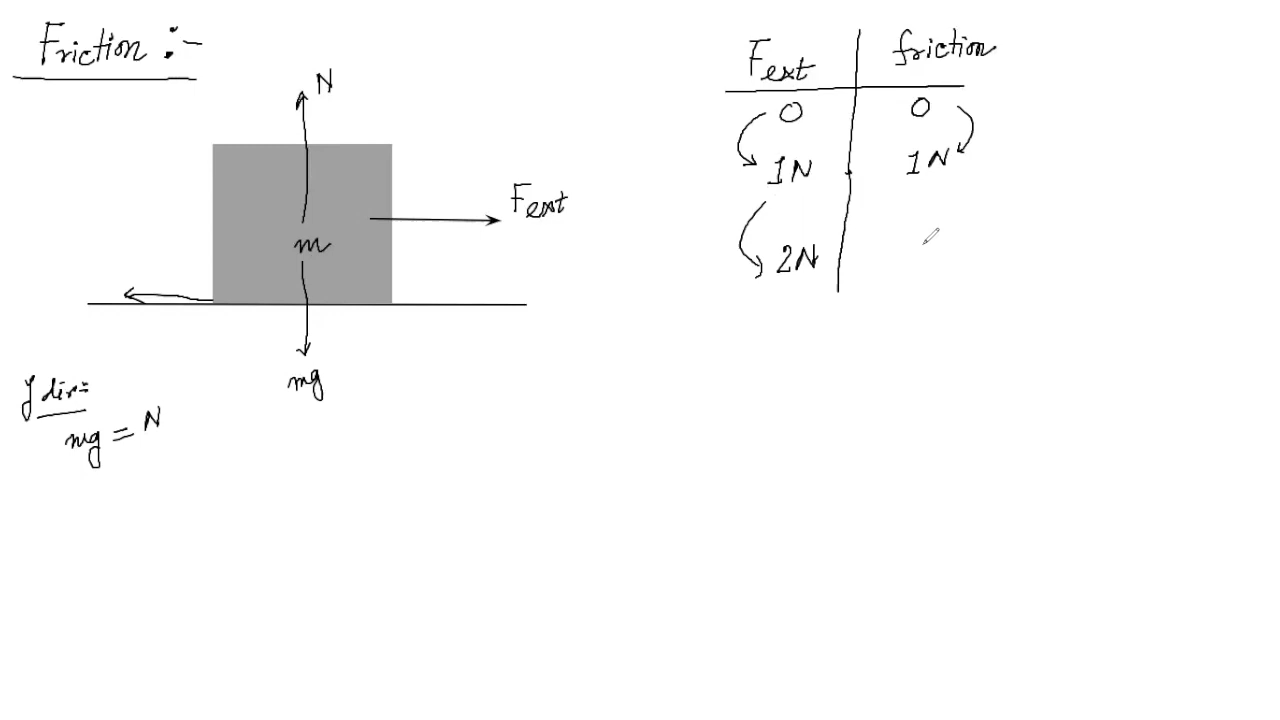 Friction :-
N
m
Fext
mg
y dir=
mg = N
Fext friction
0 0
1N 1N
2N